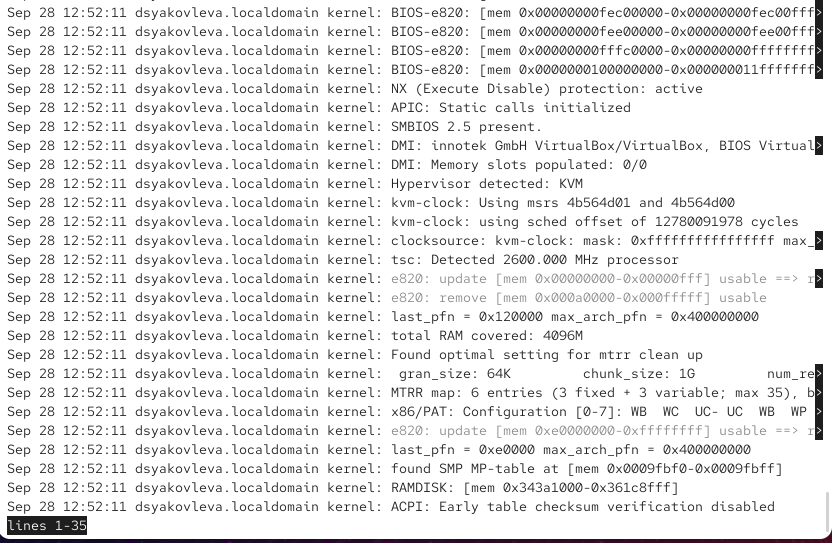 Sep 28 12:52:11 dsyakovleva.localdomain kernel: BIOS-e820: [mem 0x00000000fec00000-0x00000000fec00fff>
Sep 28 12:52:11 dsyakovleva.localdomain kernel: BIOS-e820: [mem 0x00000000fee00000-0x00000000fee00fff>
Sep 28 12:52:11 dsyakovleva.localdomain kernel: BIOS-e820: [mem 0x00000000fffc0000-0x00000000ffffffff>
Sep 28 12:52:11 dsyakovleva.localdomain kernel: BIOS-e820: [mem 0x0000000100000000-0x000000011fffffff>
Sep 28 12:52:11 dsyakovleva.localdomain kernel: NX (Execute Disable) protection: active
Sep 28 12:52:11 dsyakovleva.localdomain kernel: APIC: Static calls initialized
Sep 28 12:52:11 dsyakovleva.localdomain kernel: SMBIOS 2.5 present.
Sep 28 12:52:11 dsyakovleva.localdomain kernel: DMI: innotek GmbH VirtualBox/VirtualBox, BIOS Virtual>
Sep 28 12:52:11 dsyakovleva.localdomain kernel: DMI: Memory slots populated: 0/0
Sep 28 12:52:11 dsyakovleva.localdomain kernel: Hypervisor detected: KVM
Sep 28 12:52:11 dsyakovleva.localdomain kernel: kvm-clock: Using msrs 4b564d01 and 4b564d00
Sep 28 12:52:11 dsyakovleva.localdomain kernel: kvm-clock: using sched offset of 12780091978 cycles
Sep 28 12:52:11 dsyakovleva.localdomain kernel: clocksource: kvm-clock: mask: 0xffffffffffffffff max_>
Sep 28 12:52:11 dsyakovleva.localdomain kernel: tsc: Detected 2600.000 MHz processor
Sep 28 12:52:11 dsyakovleva.localdomain kernel: e820: update [mem 0x00000000-0x00000fff] usable ==> r>
Sep 28 12:52:11 dsyakovleva.localdomain kernel: e820: remove [mem 0x000a0000-0x000fffff] usable
Sep 28 12:52:11 dsyakovleva.localdomain kernel: last_pfn = 0x120000 max_arch_pfn = 0x400000000
Sep 28 12:52:11 dsyakovleva.localdomain kernel: total RAM covered: 4096M
Sep 28 12:52:11 dsyakovleva.localdomain kernel: Found optimal setting for mtrr clean up
Sep 28 12:52:11 dsyakovleva.localdomain kernel:  gran_size: 64K         chunk_size: 1G         num_re>
Sep 28 12:52:11 dsyakovleva.localdomain kernel: MTRR map: 6 entries (3 fixed + 3 variable; max 35), b>
Sep 28 12:52:11 dsyakovleva.localdomain kernel: x86/PAT: Configuration [0-7]: WB  WC  UC- UC  WB  WP >
Sep 28 12:52:11 dsyakovleva.localdomain kernel: e820: update [mem 0xe0000000-0xffffffff] usable ==> r>
Sep 28 12:52:11 dsyakovleva.localdomain kernel: last_pfn = 0xe0000 max_arch_pfn = 0x400000000
Sep 28 12:52:11 dsyakovleva.localdomain kernel: found SMP MP-table at [mem 0x0009fbf0-0x0009fbff]
Sep 28 12:52:11 dsyakovleva.localdomain kernel: RAMDISK: [mem 0x343a1000-0x361c8fff]
Sep 28 12:52:11 dsyakovleva.localdomain kernel: ACPI: Early table checksum verification disabled
lines 1-35